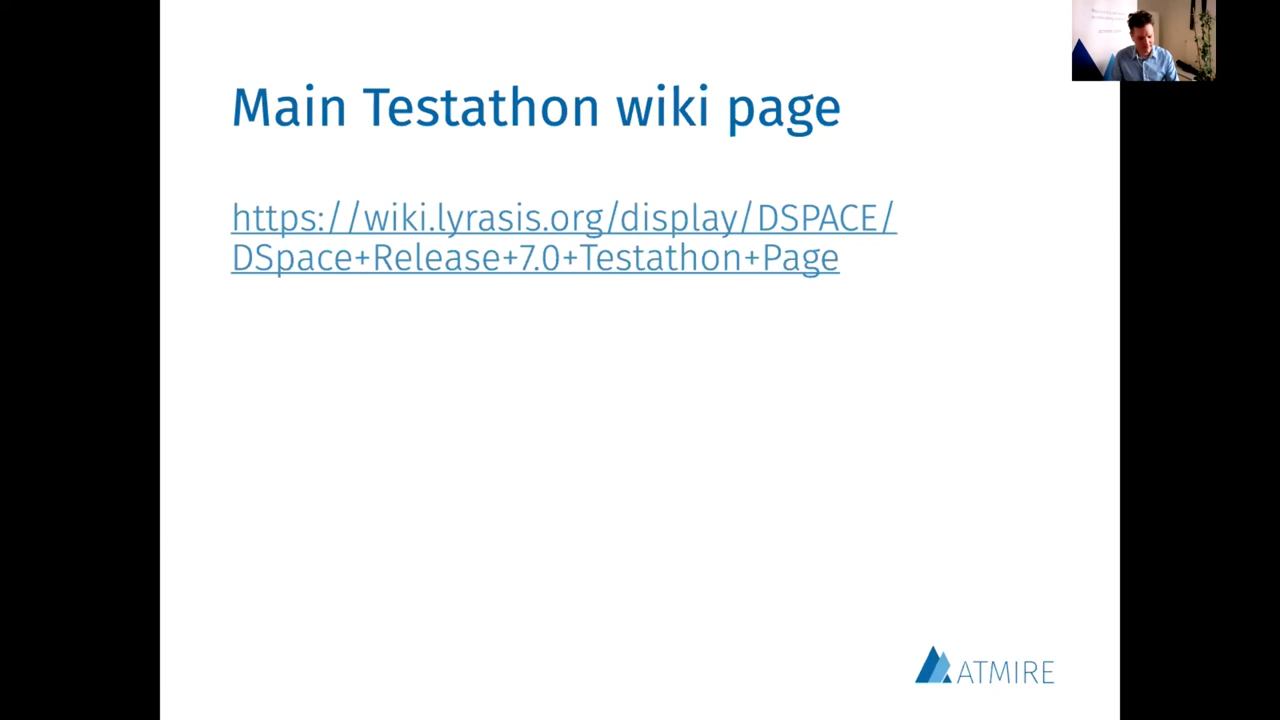 Main Testathon wiki page
https://wiki.lyrasis.org/display/DSPACE/
DSpace+Release+7.0+Testathon+Page
ATMIRE